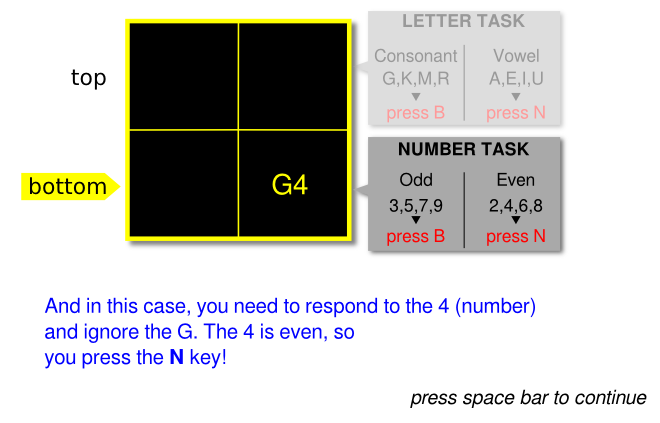 LETTER TASK
Consonant Vowel
top G,K,M,R A,E,I,U
press B press N
NUMBER TASK
Odd Even
bottom G4 3,5,7,9 2,4,6,8
press B press N
And in this case, you need to respond to the 4 (number)
and ignore the G. The 4 is even, so
you press the N key!
press space bar to continue